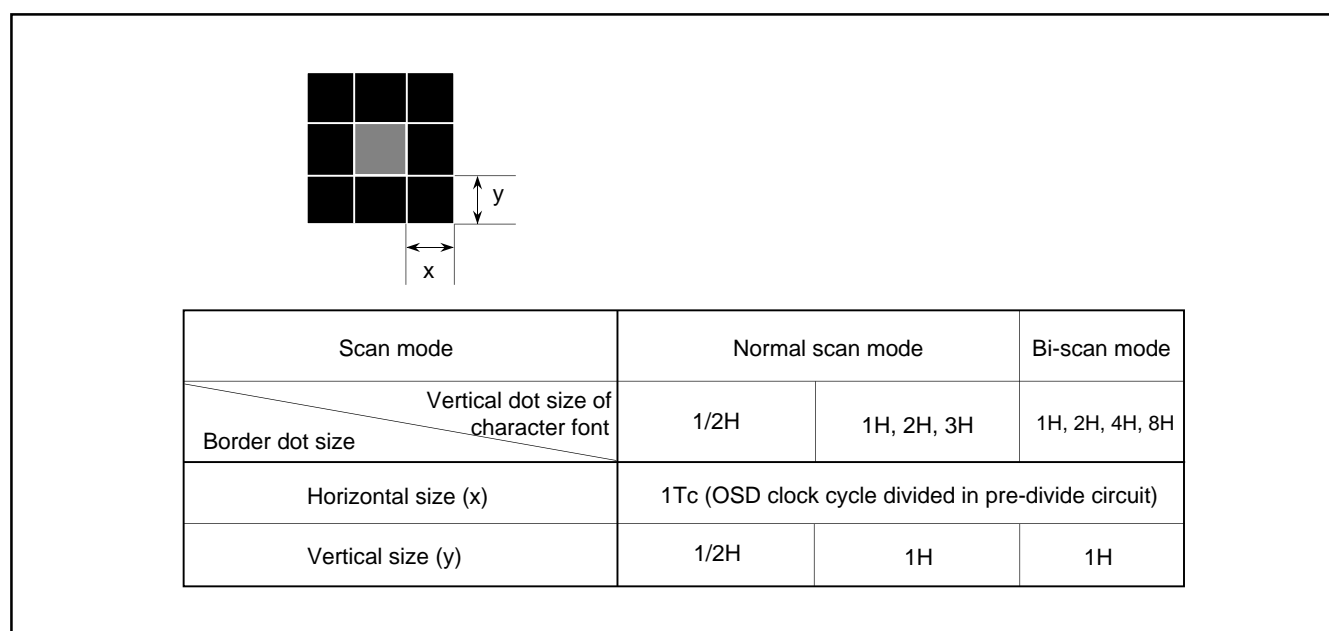 y
x
Scan mode
Normal scan mode
Bi-scan mode
Vertical dot size of
character font
Border dot size
1/2H
1H, 2H, 3H
1H, 2H, 4H, 8H
Horizontal size (x)
1Tc (OSD clock cycle divided in pre-divide circuit)
Vertical size (y)
1/2H
1H
1H